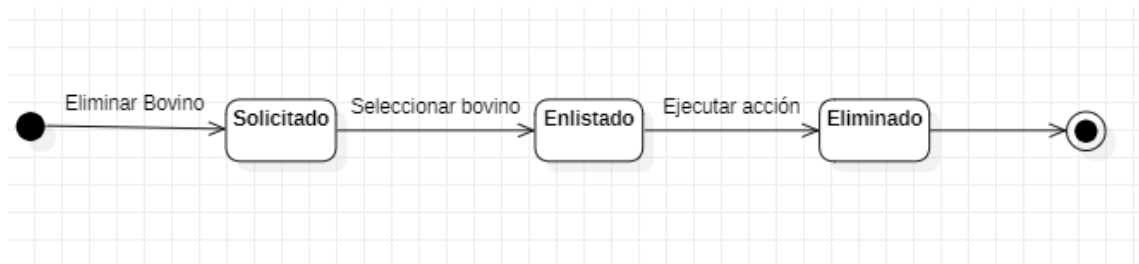 Eliminar Bovino
Solicitado
Seleccionar bovino
Enlistado
Ejecutar acción
Eliminado